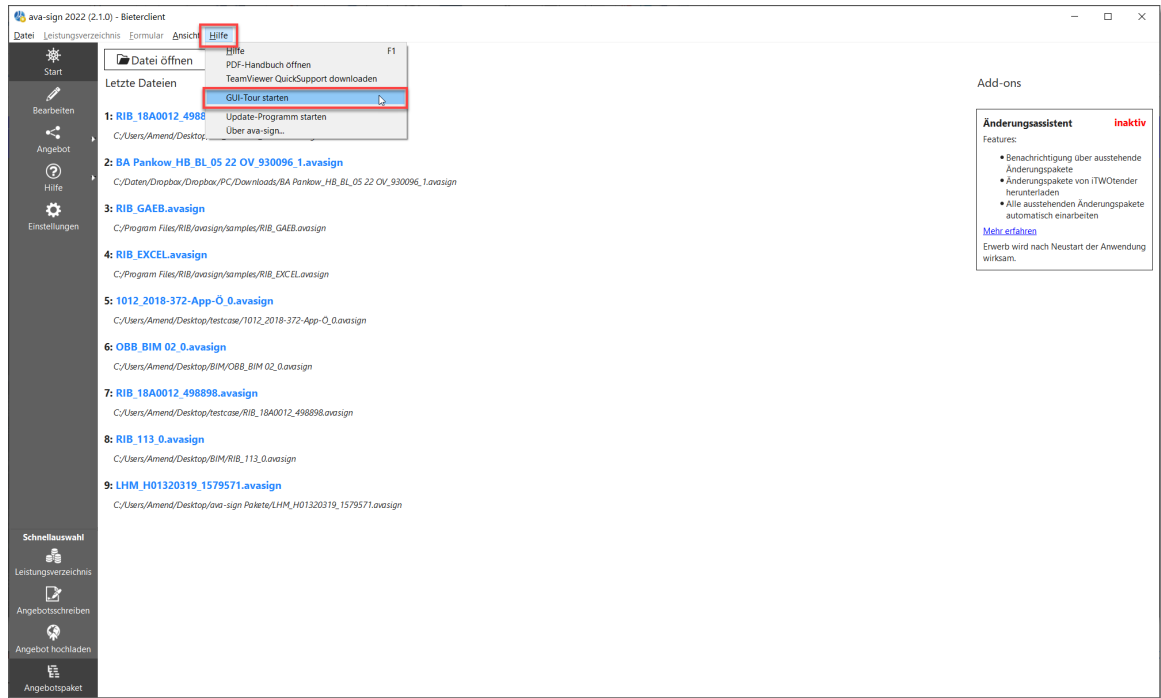 ava-sign 2022 (2.1.0) - Bieterclient
Datei Leistungsverzeichnis Formular Ansicht Hilfe
Start
Bearbeiten
Angebot
Hilfe
Einstellungen
Schnellauswahl
Leistungsverzeichnis
Angebotsschreiben
Angebot hochladen
Angebotspaket
Hilfe F1
PDF-Handbuch öffnen
TeamViewer QuickSupport downloaden
GUI-Tour starten
Update-Programm starten
Über ava-sign...
Datei öffnen
Letzte Dateien
1: RIB_18A0012_4988
C:/Users/Amend/Desktop
2: BA Pankow_HB_BL_05 22 OV_930096_1.avasign
C:/Daten/Dropbox/Dropbox/PC/Downloads/BA Pankow_HB_BL_05 22 OV_930096_1.avasign
3: RIB_GAEB.avasign
C:/Program Files/RIB/avasign/samples/RIB_GAEB.avasign
4: RIB_EXCEL.avasign
C:/Program Files/RIB/avasign/samples/RIB_EXCEL.avasign
5: 1012_2018-372-App-Ö_0.avasign
C:/Users/Amend/Desktop/testcase/1012_2018-372-App-Ö_0.avasign
6: OBB_BIM 02_0.avasign
C:/Users/Amend/Desktop/BIM/OBB_BIM 02_0.avasign
7: RIB_18A0012_498898.avasign
C:/Users/Amend/Desktop/testcase/RIB_18A0012_498898.avasign
8: RIB_113_0.avasign
C:/Users/Amend/Desktop/BIM/RIB_113_0.avasign
9: LHM_H01320319_1579571.avasign
C:/Users/Amend/Desktop/ava-sign Pakete/LHM_H01320319_1579571.avasign
Add-ons
Änderungsassistent inaktiv
Features:
• Benachrichtigung über ausstehende
Änderungspakete
• Änderungspakete von iTWOtender
herunterladen
• Alle ausstehenden Änderungspakete
automatisch einarbeiten
Mehr erfahren
Erwerb wird nach Neustart der Anwendung
wirksam.